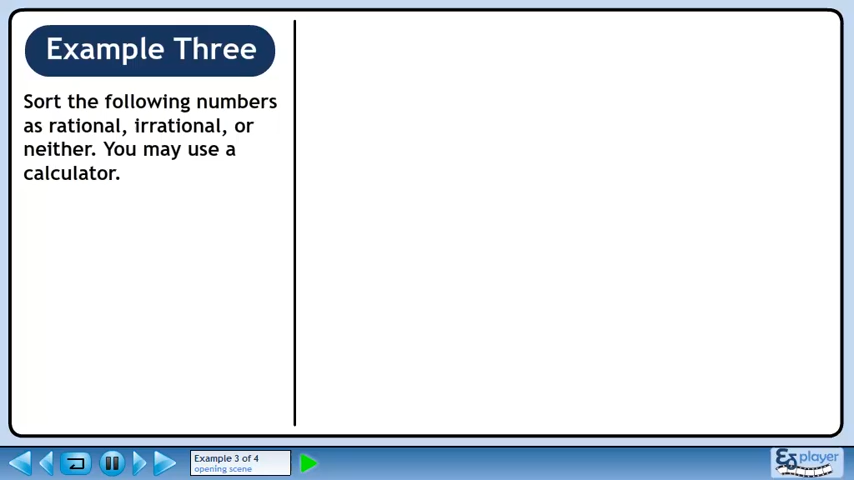 Example Three
Sort the following numbers
as rational, irrational, or
neither. You may use a
calculator.
Example 3 of 4
opening scene
player